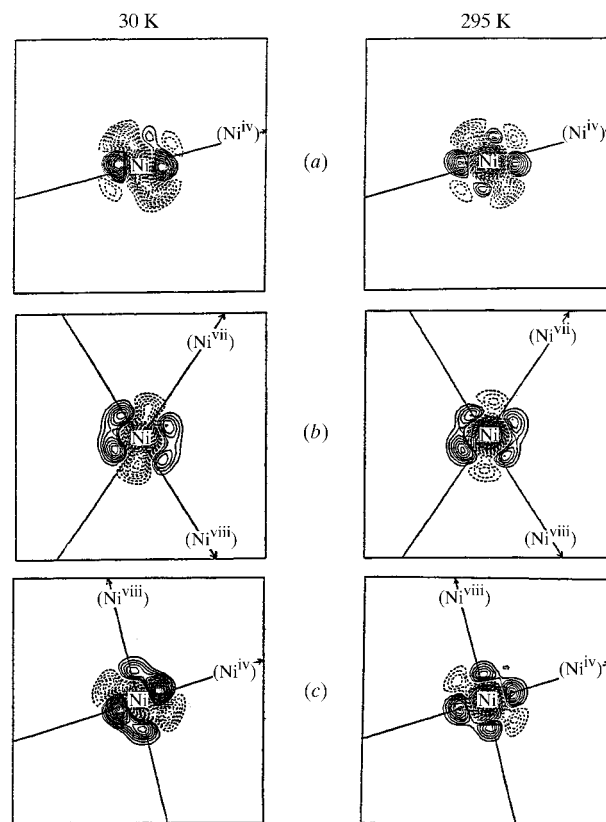 30 K 295 K
(Ni^iv) (Ni^iv)
Ni (a) Ni
(Ni^vii) (Ni^vii)
Ni (b) Ni
(Ni^viii) (Ni^viii)
(Ni^viii) (Ni^viii)
(Ni^iv) (Ni^iv)
Ni (c) Ni